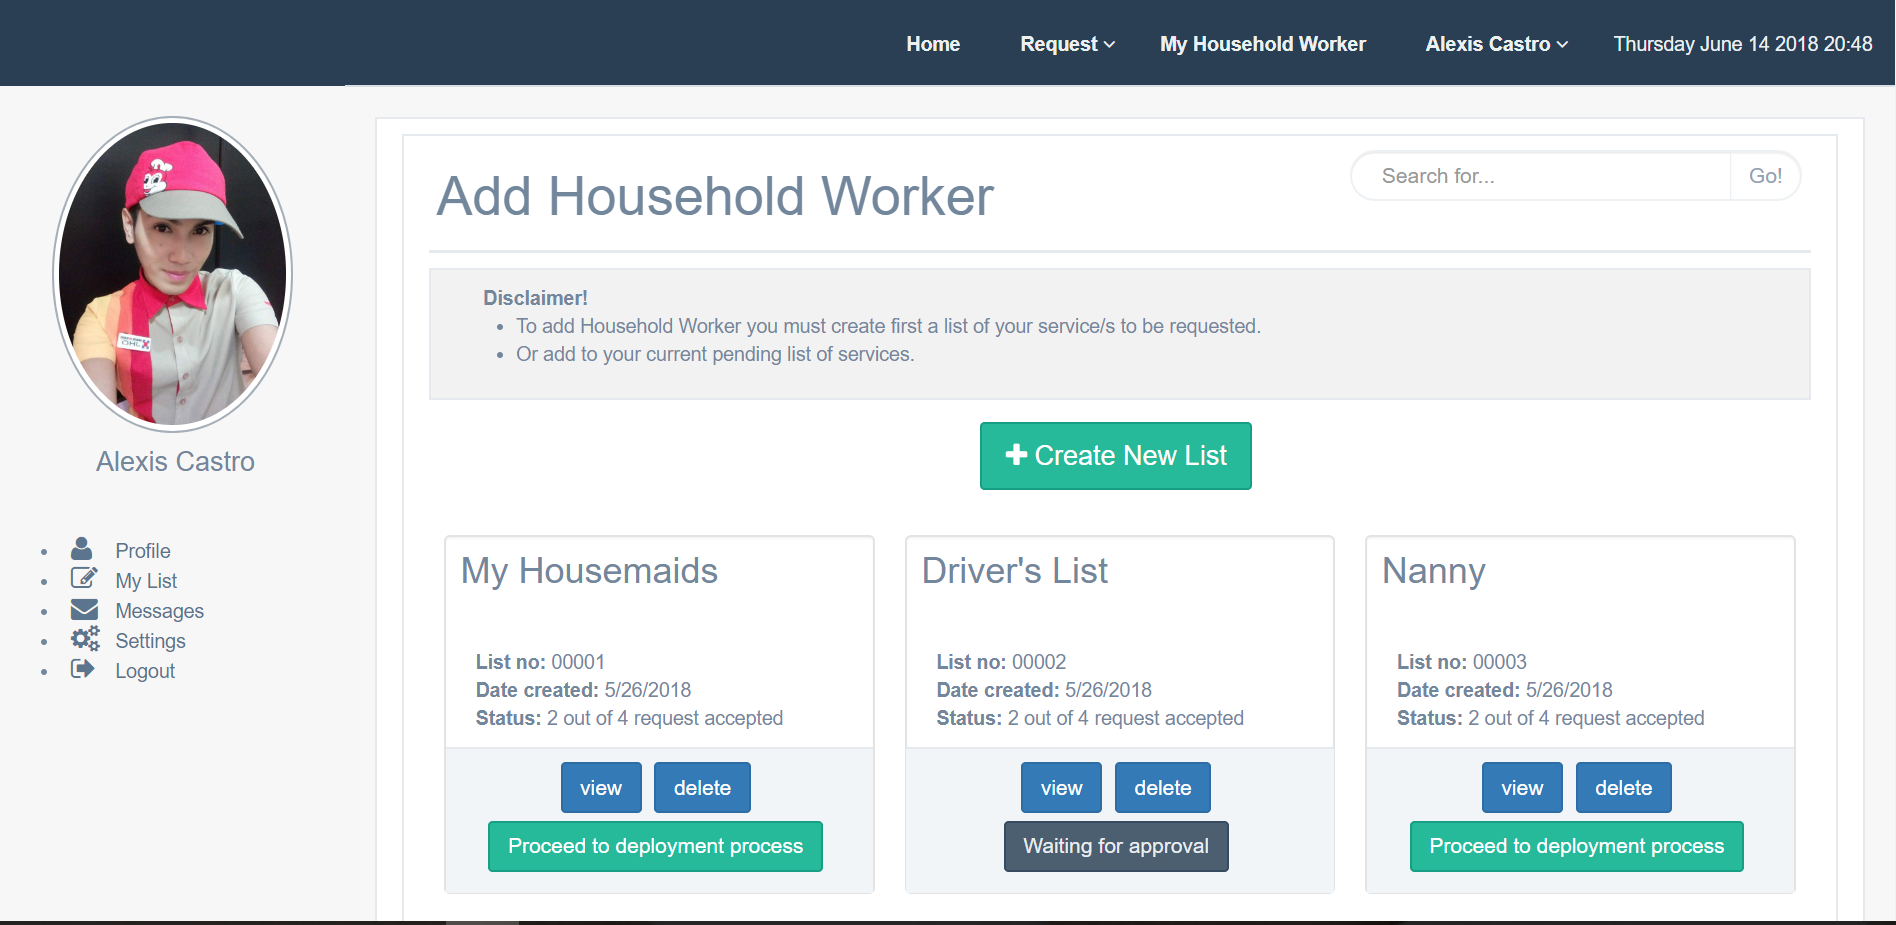 Home Request My Household Worker Alexis Castro Thursday June 14 2018 20:48
Alexis Castro
Profile
My List
Messages
Settings
Logout
Add Household Worker
Search for... Go!
Disclaimer!
To add Household Worker you must create first a list of your service/s to be requested.
Or add to your current pending list of services.
Create New List
My Housemaids
List no: 00001
Date created: 5/26/2018
Status: 2 out of 4 request accepted
view delete
Proceed to deployment process
Driver's List
List no: 00002
Date created: 5/26/2018
Status: 2 out of 4 request accepted
view delete
Waiting for approval
Nanny
List no: 00003
Date created: 5/26/2018
Status: 2 out of 4 request accepted
view delete
Proceed to deployment process